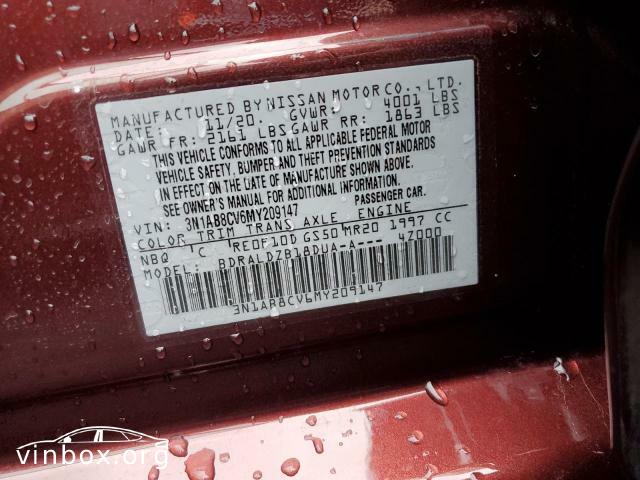 MANUFACTURED BY NISSAN MOTOR CO., LTD.
DATE: 11/20. GVWR: 4001 LBS
GAWR FR: 2161 LBS GAWR RR: 1863 LBS
THIS VEHICLE CONFORMS TO ALL APPLICABLE FEDERAL MOTOR
VEHICLE SAFETY, BUMPER AND THEFT PREVENTION STANDARDS
IN EFFECT ON THE DATE OF MANUFACTURE SHOWN ABOVE.
SEE OWNER'S MANUAL FOR ADDITIONAL INFORMATION.
VIN: 3N1AB8CV6MY209147 PASSENGER CAR.
COLOR TRIM TRANS AXLE ENGINE
NBQ 'C RE0F10D GS50 MR20 1997 CC
MODEL: BDRALDZB18DUA-A--- 47000
3N1AB8CV6MY209147
vinbox.org